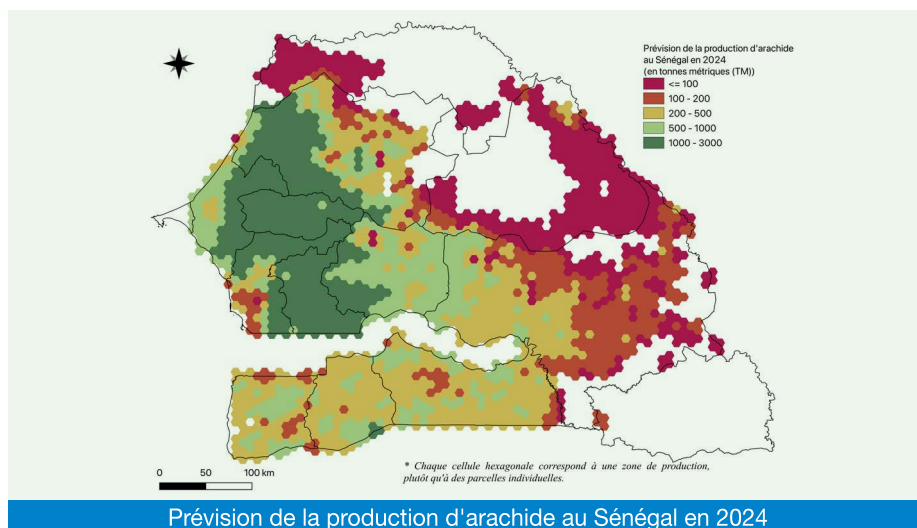 Prévision de la production d'arachide
au Sénégal en 2024
(en tonnes métriques (TM))
<= 100
100 - 200
200 - 500
500 - 1000
1000 - 3000
0 50 100 km
* Chaque cellule hexagonale correspond à une zone de production,
plutôt qu'à des parcelles individuelles.
Prévision de la production d'arachide au Sénégal en 2024